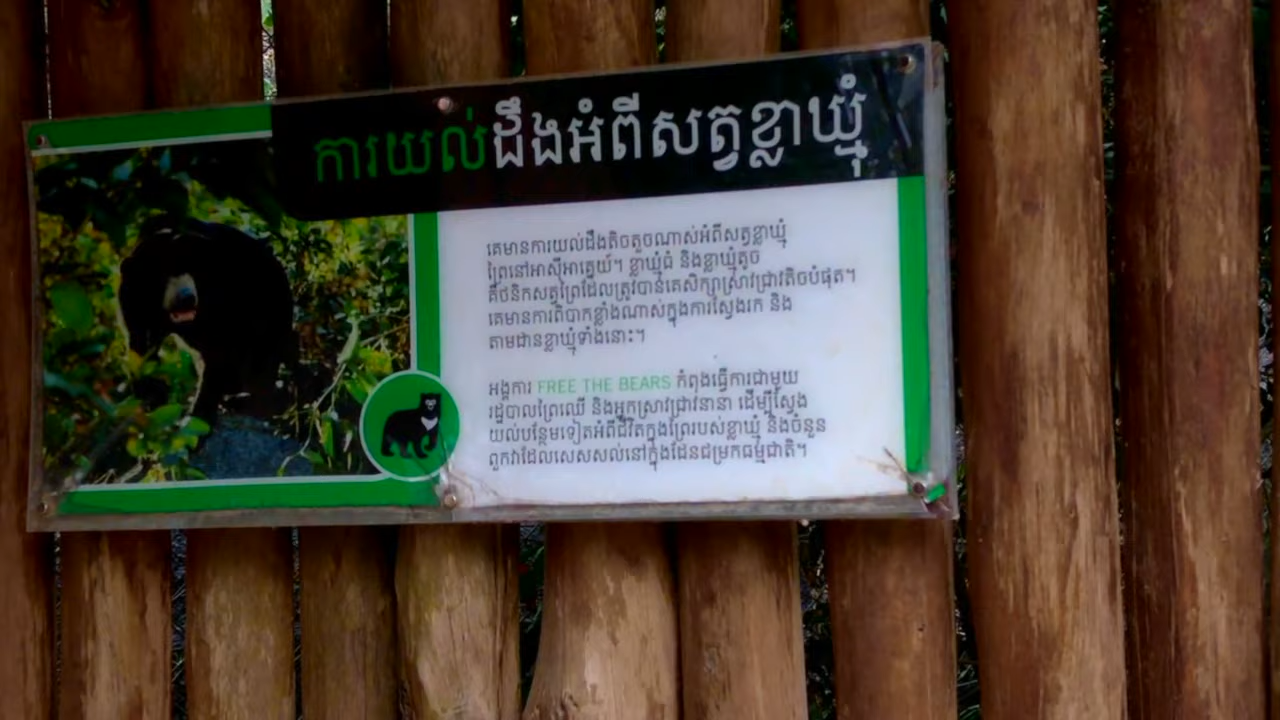 ការយល់ដឹងអំពីសត្វខ្លាឃ្មុំ
គេមានការយល់ដឹងតិចតួចណាស់អំពីសត្វខ្លាឃ្មុំ
ព្រៃនៅអាស៊ីអាគ្នេយ៍។ ខ្លាឃ្មុំធំ និងខ្លាឃ្មុំតូច
គឺថនិកសត្វព្រៃដែលត្រូវបានគេសិក្សាស្រាវជ្រាវតិចបំផុត។
គេមានការពិបាកខ្លាំងណាស់ក្នុងការស្វែងរក និង
តាមដានខ្លាឃ្មុំទាំងនោះ។
អង្គការ FREE THE BEARS កំពុងធ្វើការជាមួយ
រដ្ឋបាលព្រៃឈើ និងអ្នកស្រាវជ្រាវនានា ដើម្បីស្វែង
យល់បន្ថែមទៀតអំពីជីវិតក្នុងព្រៃរបស់ខ្លាឃ្មុំ និងចំនួន
ពួកវាដែលសេសសល់នៅក្នុងដែនជម្រកធម្មជាតិ។